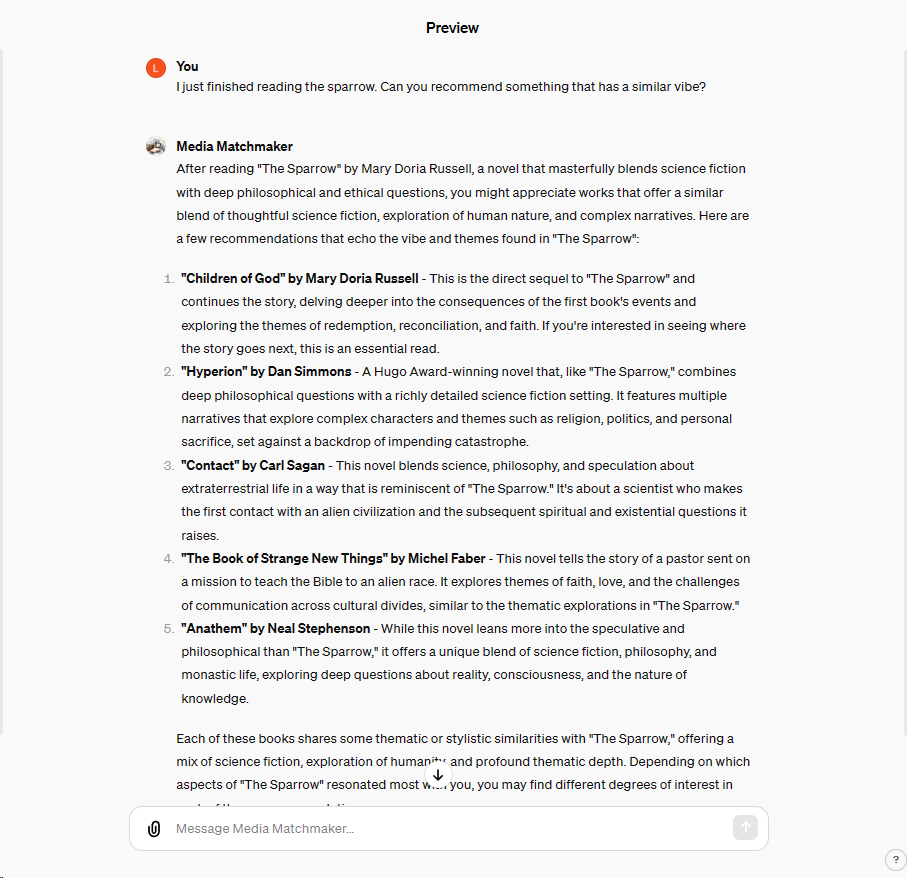 Preview
L
You
I just finished reading the sparrow. Can you recommend something that has a similar vibe?
Media Matchmaker
After reading "The Sparrow" by Mary Doria Russell, a novel that masterfully blends science fiction
with deep philosophical and ethical questions, you might appreciate works that offer a similar
blend of thoughtful science fiction, exploration of human nature, and complex narratives. Here are
a few recommendations that echo the vibe and themes found in "The Sparrow":
1. "Children of God" by Mary Doria Russell - This is the direct sequel to "The Sparrow" and
continues the story, delving deeper into the consequences of the first book's events and
exploring the themes of redemption, reconciliation, and faith. If you're interested in seeing where
the story goes next, this is an essential read.
2. "Hyperion" by Dan Simmons - A Hugo Award-winning novel that, like "The Sparrow," combines
deep philosophical questions with a richly detailed science fiction setting. It features multiple
narratives that explore complex characters and themes such as religion, politics, and personal
sacrifice, set against a backdrop of impending catastrophe.
3. "Contact" by Carl Sagan - This novel blends science, philosophy, and speculation about
extraterrestrial life in a way that is reminiscent of "The Sparrow." It's about a scientist who makes
the first contact with an alien civilization and the subsequent spiritual and existential questions it
raises.
4. "The Book of Strange New Things" by Michel Faber - This novel tells the story of a pastor sent on
a mission to teach the Bible to an alien race. It explores themes of faith, love, and the challenges
of communication across cultural divides, similar to the thematic explorations in "The Sparrow."
5. "Anathem" by Neal Stephenson - While this novel leans more into the speculative and
philosophical than "The Sparrow," it offers a unique blend of science fiction, philosophy, and
monastic life, exploring deep questions about reality, consciousness, and the nature of
knowledge.
Each of these books shares some thematic or stylistic similarities with "The Sparrow," offering a
mix of science fiction, exploration of humanity, and profound thematic depth. Depending on which
aspects of "The Sparrow" resonated most you, you may find different degrees of interest in
Message Media Matchmaker...
?